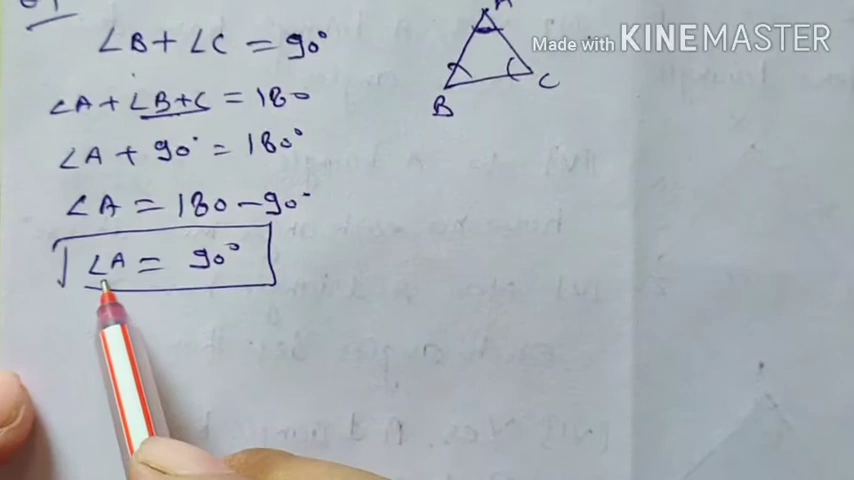 ∠B + ∠C = 90°
∠A + ∠B+C = 180
∠A + 90° = 180°
∠A = 180 - 90°
∠A = 90°
A
B
C
Made with KINEMASTER